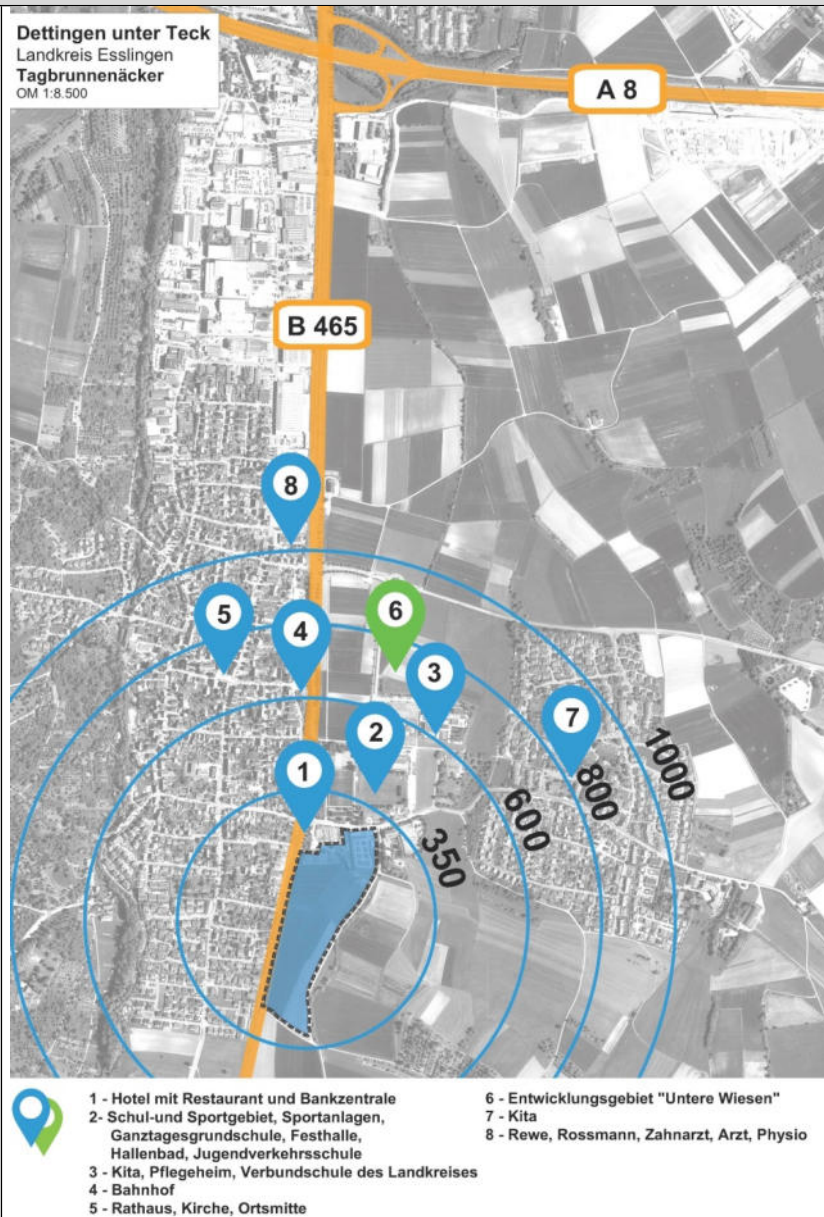 Dettingen unter Teck
Landkreis Esslingen
Tagbrunnenäcker
OM 1:8.500
A 8
B 465
8
5
4
6
3
7
2
1
1000
800
600
350
1 - Hotel mit Restaurant und Bankzentrale
2- Schul-und Sportgebiet, Sportanlagen,
Ganztagesgrundschule, Festhalle,
Hallenbad, Jugendverkehrsschule
3 - Kita, Pflegeheim, Verbundschule des Landkreises
4 - Bahnhof
5 - Rathaus, Kirche, Ortsmitte
6 - Entwicklungsgebiet "Untere Wiesen"
7 - Kita
8 - Rewe, Rossmann, Zahnarzt, Arzt, Physio